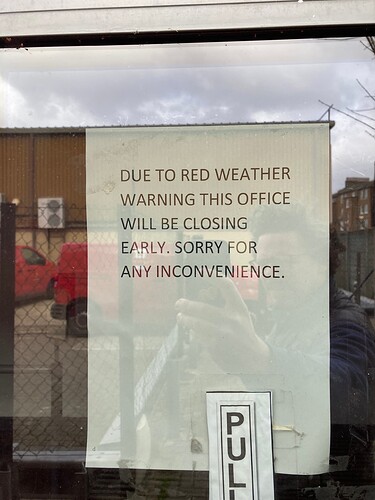 DUE TO RED WEATHER
WARNING THIS OFFICE
WILL BE CLOSING
EARLY. SORRY FOR
ANY INCONVENIENCE.
PULL